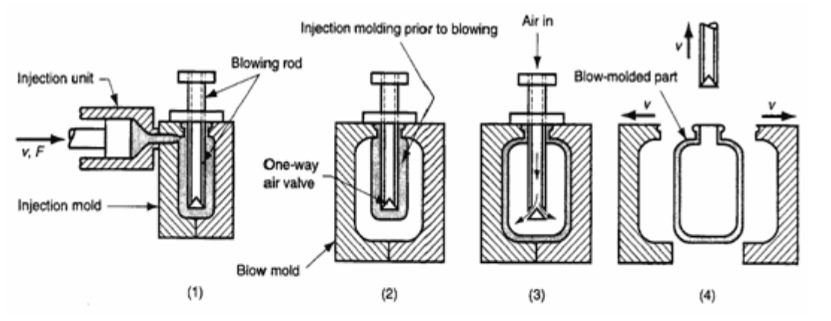 Injection unit
v, F
Injection mold
Blowing rod
(1)
Injection molding prior to blowing
One-way
air valve
Blow mold
(2)
Air in
(3)
v
Blow-molded part
v
v
(4)